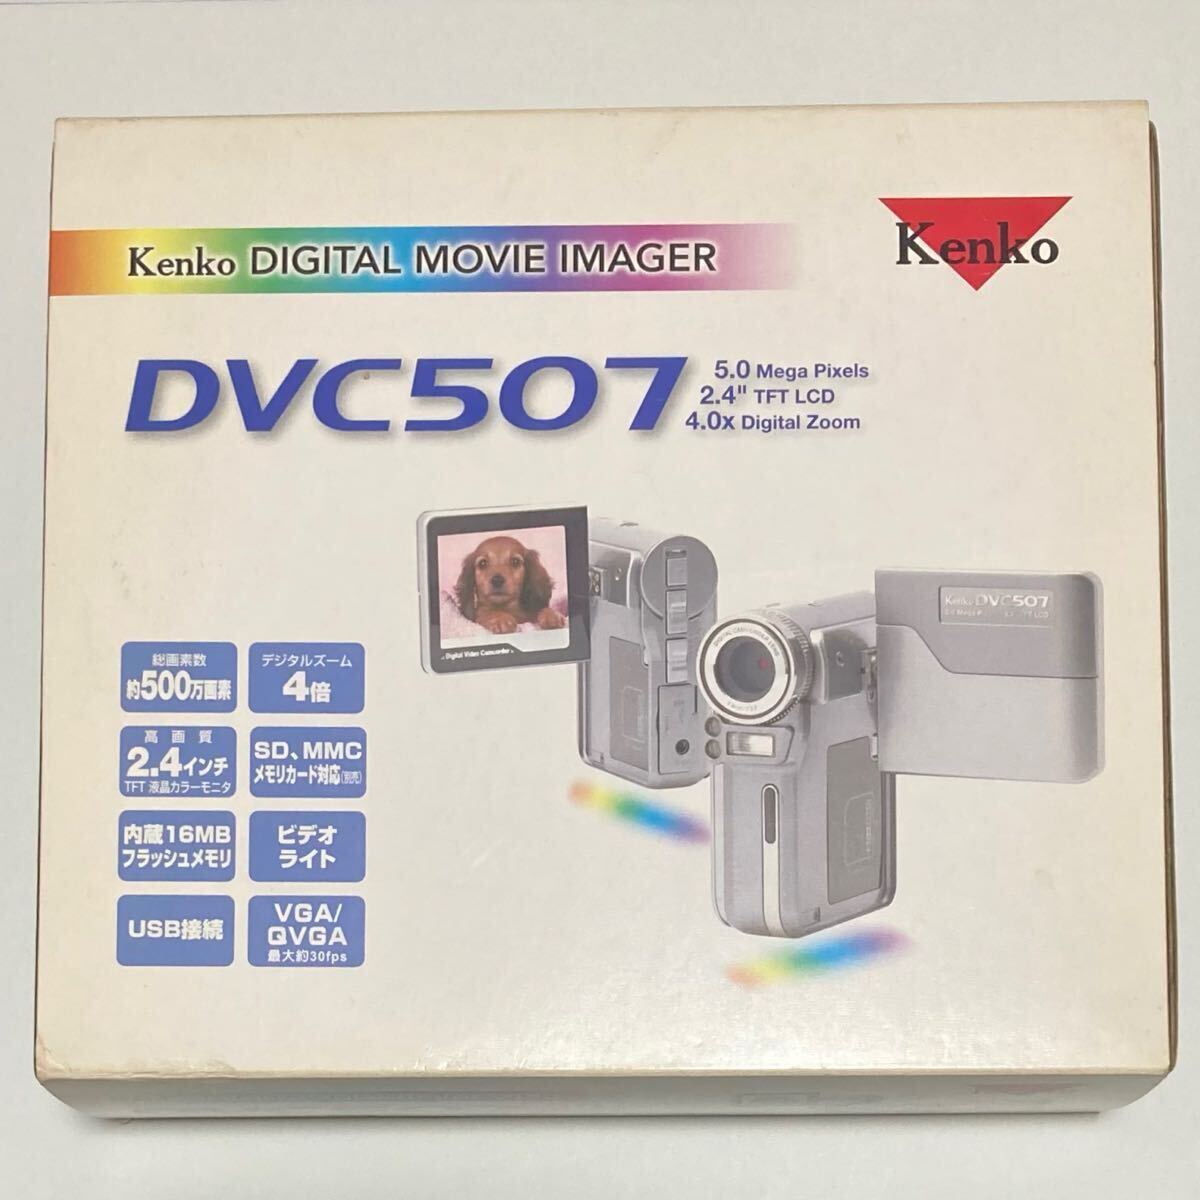 Kenko DIGITAL MOVIE IMAGER
Kenko
DVC507
5.0 Mega Pixels
2.4" TFT LCD
4.0x Digital Zoom
Digital Video Camcorder
DIGITAL CAMCORDER LENS
Kenko DVC507
総画素数
約500万画素
デジタルズーム
4倍
高画質
2.4インチ
TFT 液晶カラーモニタ
SD、MMC
メモリカード対応(別売)
内蔵16MB
フラッシュメモリ
ビデオ
ライト
USB接続
VGA/
QVGA
最大約30fps